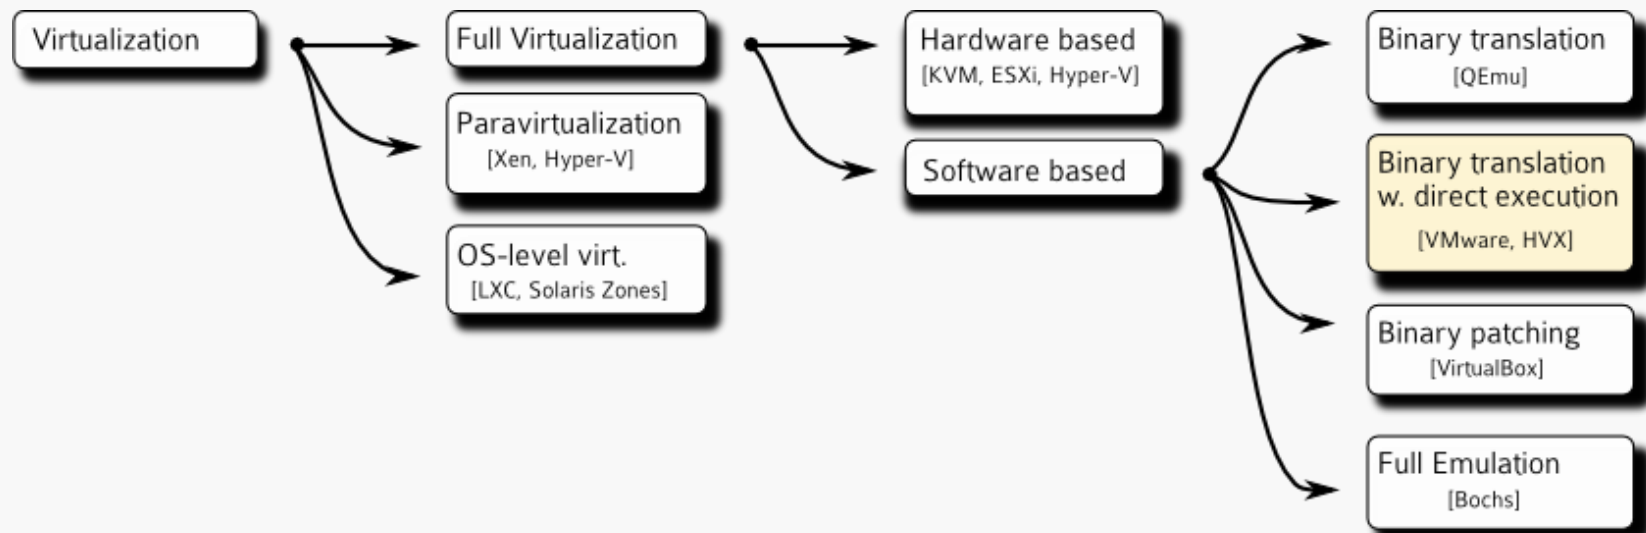 Virtualization
Full Virtualization
Paravirtualization
[Xen, Hyper-V]
OS-level virt.
[LXC, Solaris Zones]
Hardware based
[KVM, ESXi, Hyper-V]
Software based
Binary translation
[QEmu]
Binary translation
w. direct execution
[VMware, HVX]
Binary patching
[VirtualBox]
Full Emulation
[Bochs]